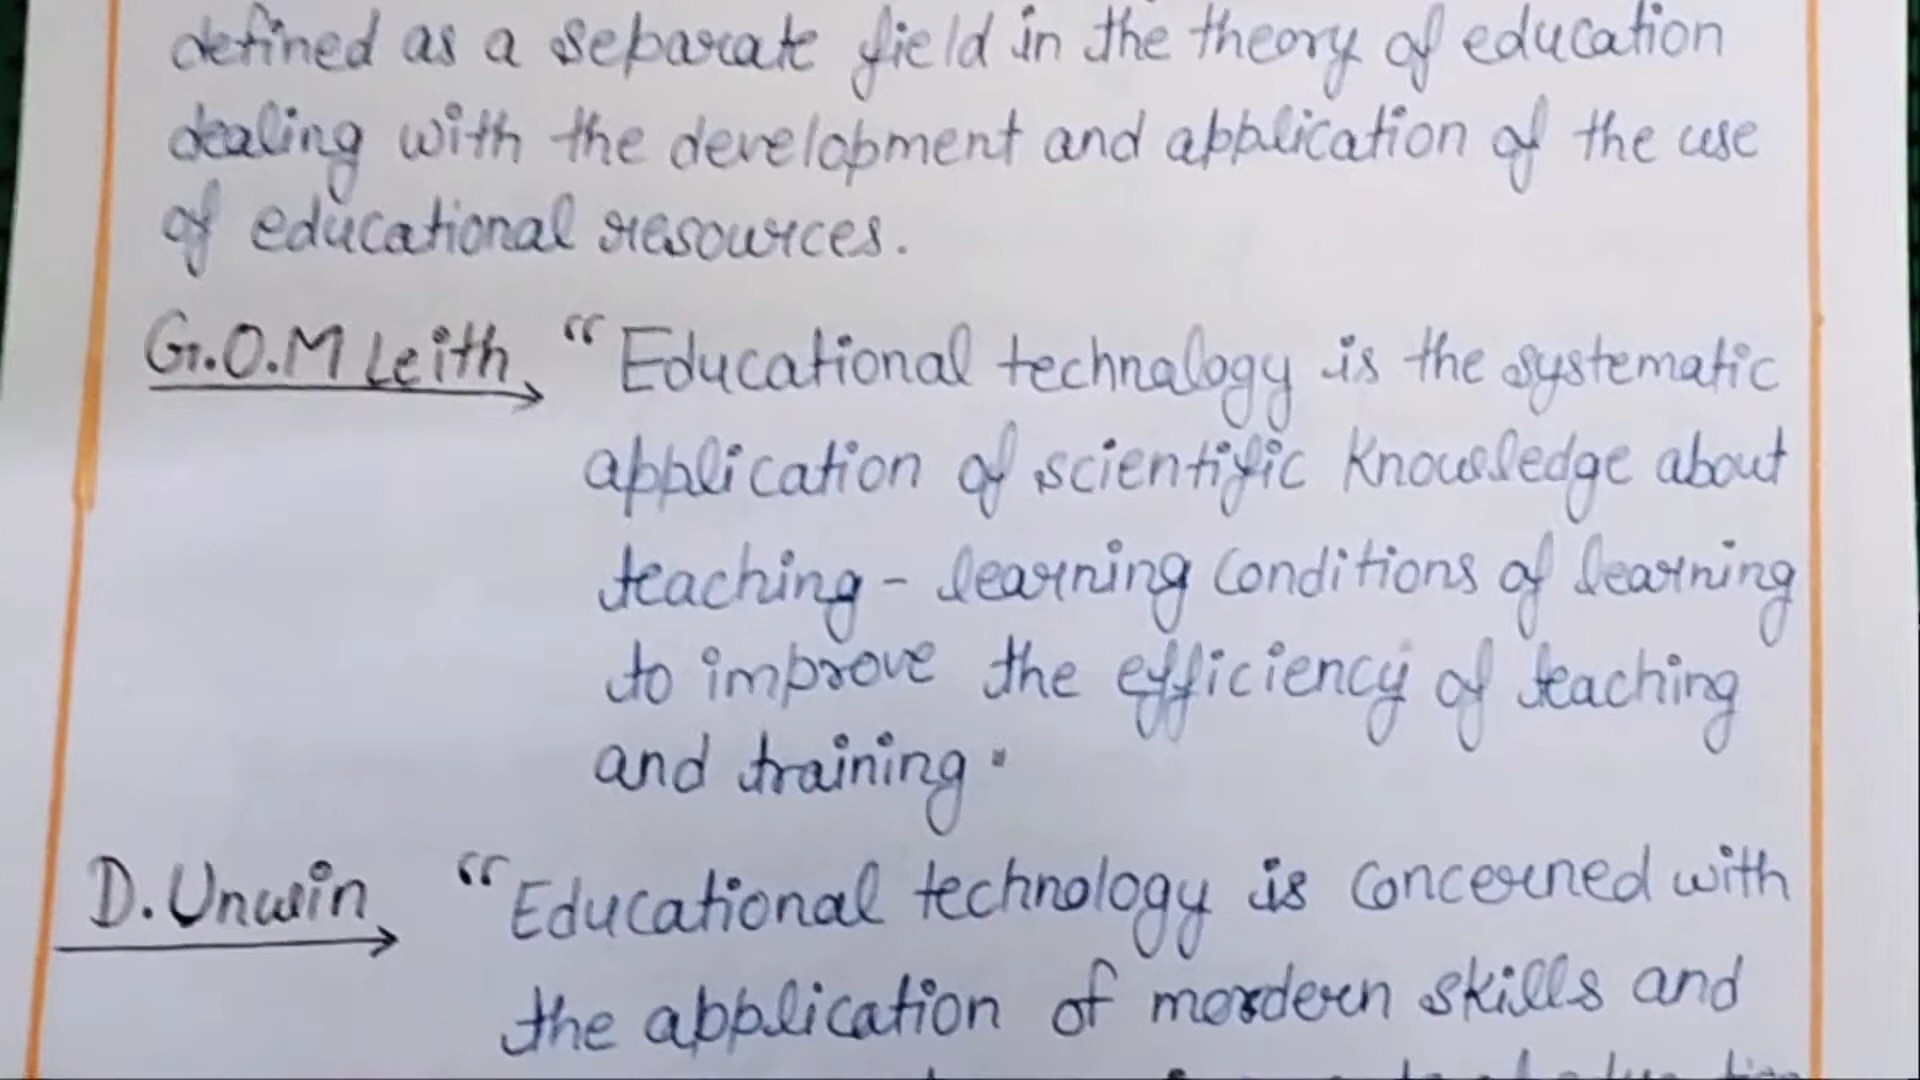 defined as a separate field in the theory of education
dealing with the development and application of the use
of educational resources.
G.O.M Leith “Educational technology is the systematic
application of scientific Knowledge about
teaching - learning Conditions of learning
to improve the efficiency of teaching
and training "
D. Unwin “Educational technology is Concerned with
the application of mordern skills and